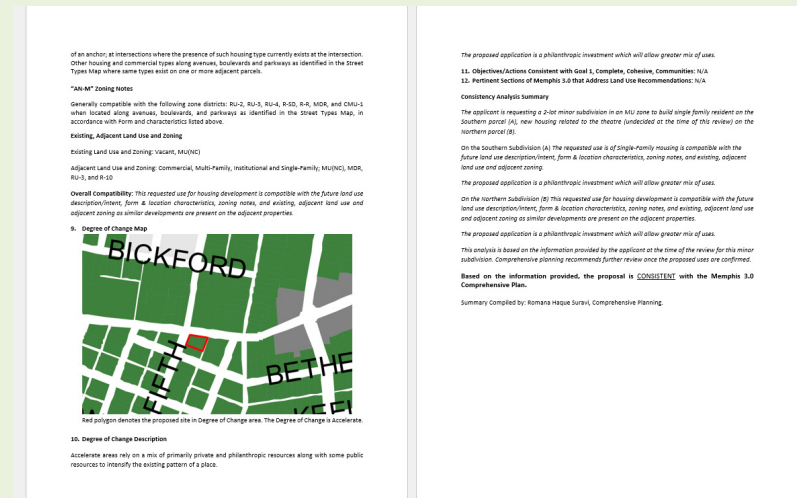 of an anchor; at intersections where the presence of such housing type currently exists at the intersection.
Other housing and commercial types along avenues, boulevards and parkways as identified in the Street
Types Map where same types exist on one or more adjacent parcels.
"AN-M" Zoning Notes
Generally compatible with the following zone districts: RU-2, RU-3, RU-4, R-SD, R-R, MDR, and CMU-1
when located along avenues, boulevards, and parkways as identified in the Street Types Map, in
accordance with Form and characteristics listed above.
Existing, Adjacent Land Use and Zoning
Existing Land Use and Zoning: Vacant, MU(NC)
Adjacent Land Use and Zoning: Commercial, Multi-Family, Institutional and Single-Family; MU(NC), MDR,
RU-3, and R-10
Overall Compatibility: This requested use for housing development is compatible with the future land use
description/intent, form & location characteristics, zoning notes, and existing, adjacent land use and
adjacent zoning as similar developments are present on the adjacent properties.
9. Degree of Change Map
BICKFORD
FIFTH
BETHE
KEEL
Red polygon denotes the proposed site in Degree of Change area. The Degree of Change is Accelerate.
10. Degree of Change Description
Accelerate areas rely on a mix of primarily private and philanthropic resources along with some public
resources to intensify the existing pattern of a place.
The proposed application is a philanthropic investment which will allow greater mix of uses.
11. Objectives/Actions Consistent with Goal 1, Complete, Cohesive, Communities: N/A
12. Pertinent Sections of Memphis 3.0 that Address Land Use Recommendations: N/A
Consistency Analysis Summary
The applicant is requesting a 2-lot minor subdivision in an MU zone to build single family resident on the
Southern parcel (A), new housing related to the theatre (undecided at the time of this review) on the
Northern parcel (B).
On the Southern Subdivision (A) The requested use is of Single-Family Housing is compatible with the
future land use description/intent, form & location characteristics, zoning notes, and existing, adjacent
land use and adjacent zoning.
The proposed application is a philanthropic investment which will allow greater mix of uses.
On the Northern Subdivision (B) This requested use for housing development is compatible with the future
land use description/intent, form & location characteristics, zoning notes, and existing, adjacent land use
and adjacent zoning as similar developments are present on the adjacent properties.
The proposed application is a philanthropic investment which will allow greater mix of uses.
This analysis is based on the information provided by the applicant at the time of the review for this minor
subdivision. Comprehensive planning recommends further review once the proposed uses are confirmed.
Based on the information provided, the proposal is CONSISTENT with the Memphis 3.0
Comprehensive Plan.
Summary Compiled by: Romana Haque Suravi, Comprehensive Planning.